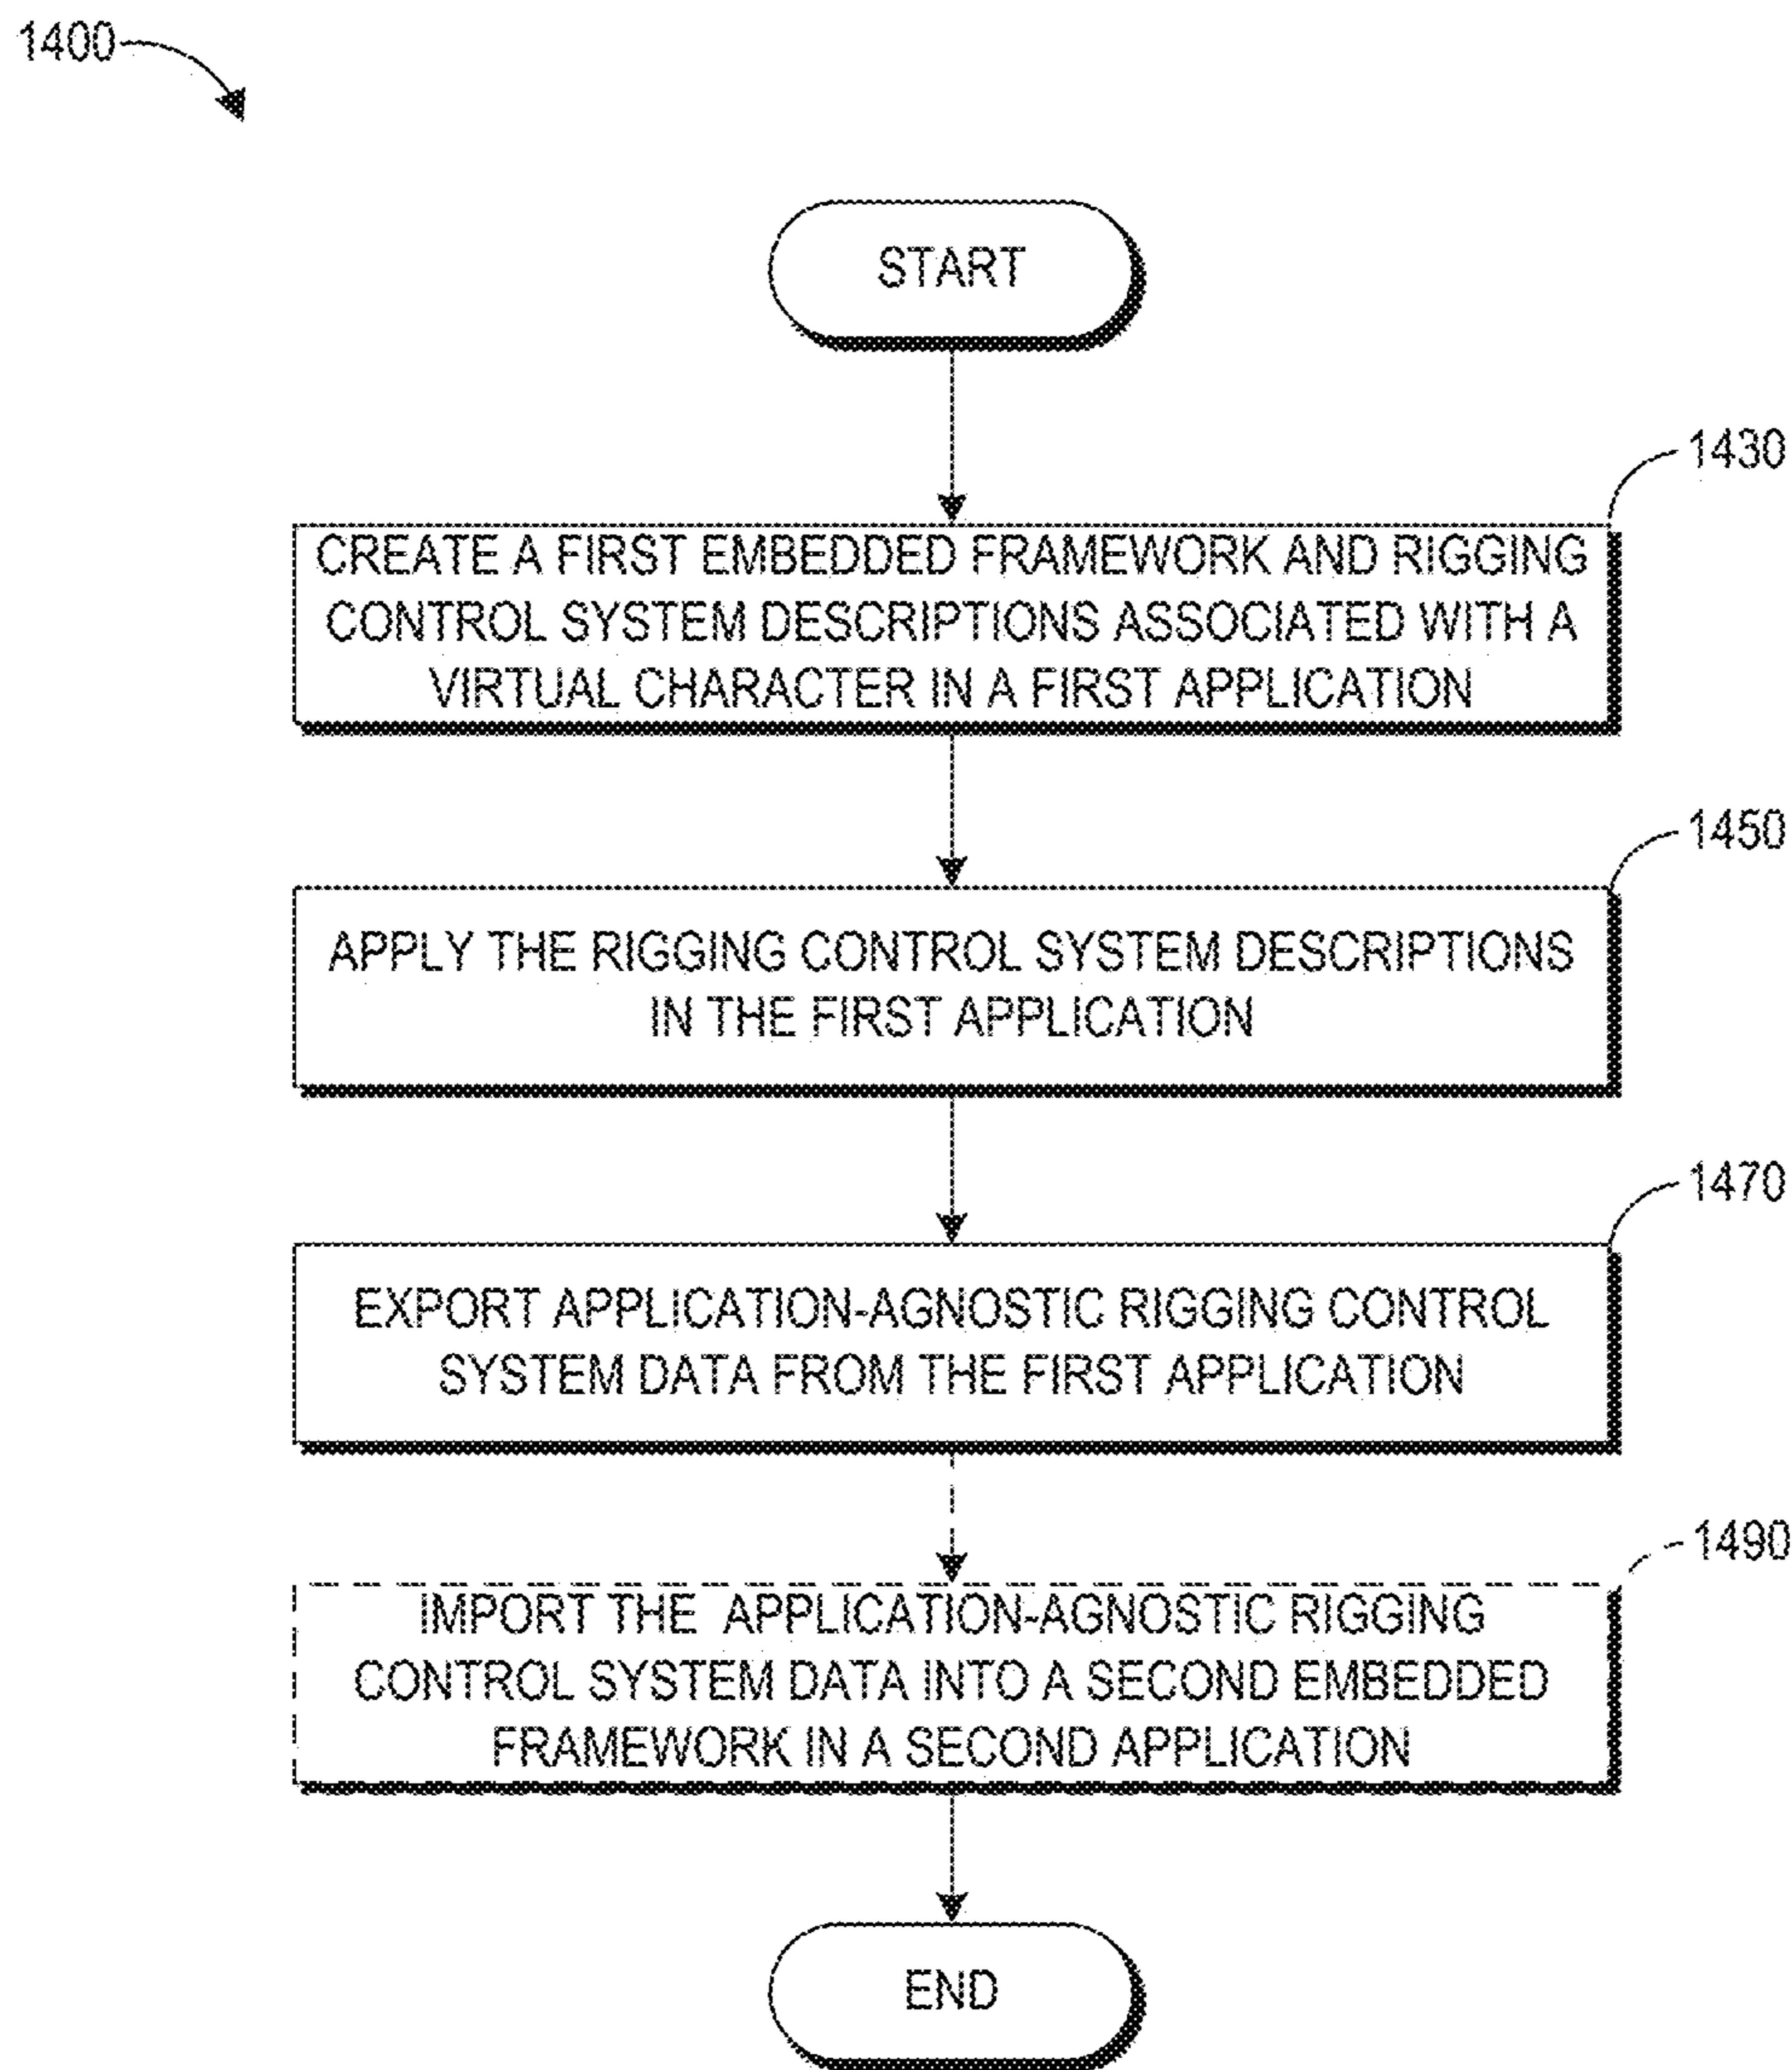 1400
START
1430
CREATE A FIRST EMBEDDED FRAMEWORK AND RIGGING
CONTROL SYSTEM DESCRIPTIONS ASSOCIATED WITH A
VIRTUAL CHARACTER IN A FIRST APPLICATION
1450
APPLY THE RIGGING CONTROL SYSTEM DESCRIPTIONS
IN THE FIRST APPLICATION
1470
EXPORT APPLICATION-AGNOSTIC RIGGING CONTROL
SYSTEM DATA FROM THE FIRST APPLICATION
1490
IMPORT THE APPLICATION-AGNOSTIC RIGGING
CONTROL SYSTEM DATA INTO A SECOND EMBEDDED
FRAMEWORK IN A SECOND APPLICATION
END